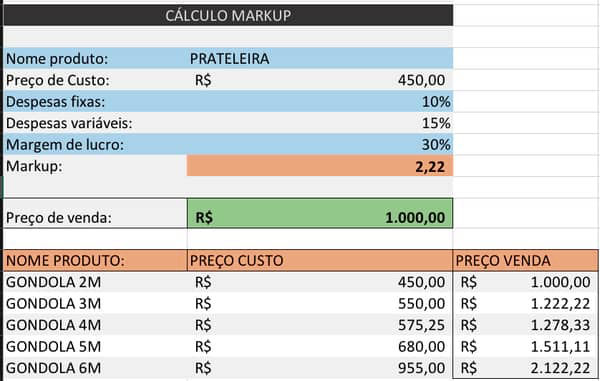 CÁLCULO MARKUP
Nome produto: PRATELEIRA
Preço de Custo: R$ 450,00
Despesas fixas: 10%
Despesas variáveis: 15%
Margem de lucro: 30%
Markup: 2,22
Preço de venda: R$ 1.000,00
NOME PRODUTO: PREÇO CUSTO PREÇO VENDA
GONDOLA 2M R$ 450,00 R$ 1.000,00
GONDOLA 3M R$ 550,00 R$ 1.222,22
GONDOLA 4M R$ 575,25 R$ 1.278,33
GONDOLA 5M R$ 680,00 R$ 1.511,11
GONDOLA 6M R$ 955,00 R$ 2.122,22